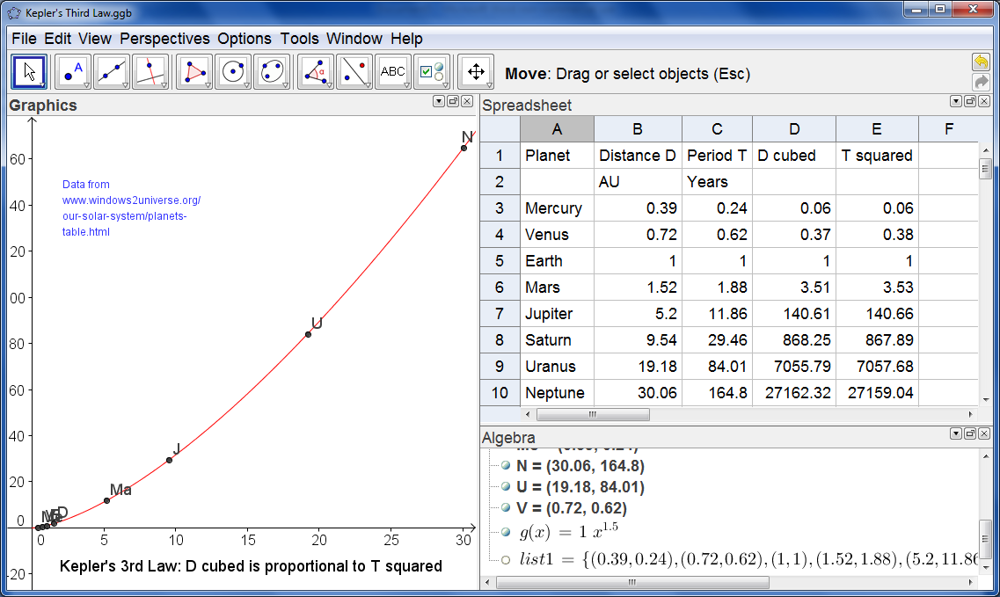 Kepler's Third Law.ggb
File Edit View Perspectives Options Tools Window Help
A
ABC
Move: Drag or select objects (Esc)
Graphics
60
40
20
00
80
60
40
20
0
-20
0 5 10 15 20 25 30
Data from
www.windows2universe.org/
our-solar-system/planets-
table.html
N
U
J
Ma
D
Kepler's 3rd Law: D cubed is proportional to T squared
Spreadsheet
A B C D E F
1 Planet Distance D Period T D cubed T squared
2 AU Years
3 Mercury 0.39 0.24 0.06 0.06
4 Venus 0.72 0.62 0.37 0.38
5 Earth 1 1 1 1
6 Mars 1.52 1.88 3.51 3.53
7 Jupiter 5.2 11.86 140.61 140.66
8 Saturn 9.54 29.46 868.25 867.89
9 Uranus 19.18 84.01 7055.79 7057.68
10 Neptune 30.06 164.8 27162.32 27159.04
Algebra
N = (30.06, 164.8)
U = (19.18, 84.01)
V = (0.72, 0.62)
g(x) = 1 x^1.5
list1 = {(0.39, 0.24), (0.72, 0.62), (1, 1), (1.52, 1.88), (5.2, 11.86